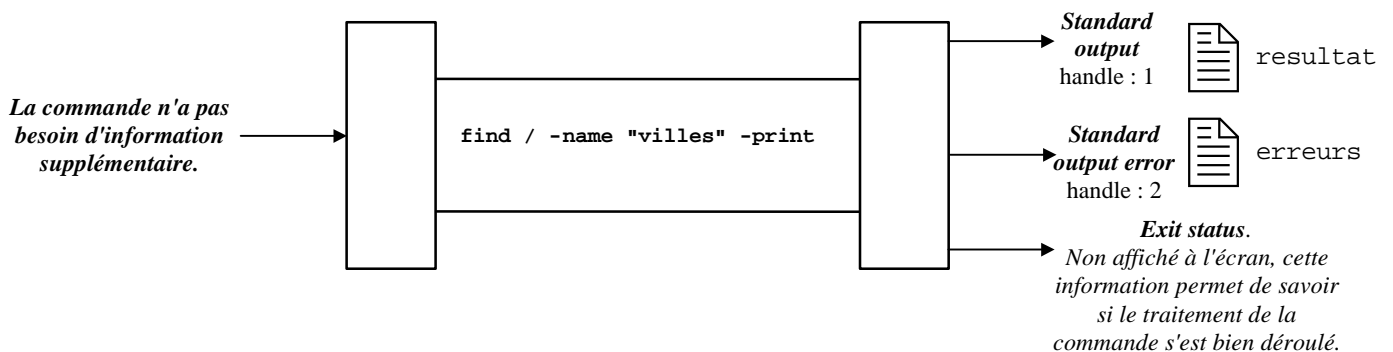 La commande n'a pas
besoin d'information
supplémentaire.
find / -name "villes" -print
Standard
output
handle : 1
resultat
Standard
output error
handle : 2
erreurs
Exit status.
Non affiché à l'écran, cette
information permet de savoir
si le traitement de la
commande s'est bien déroulé.